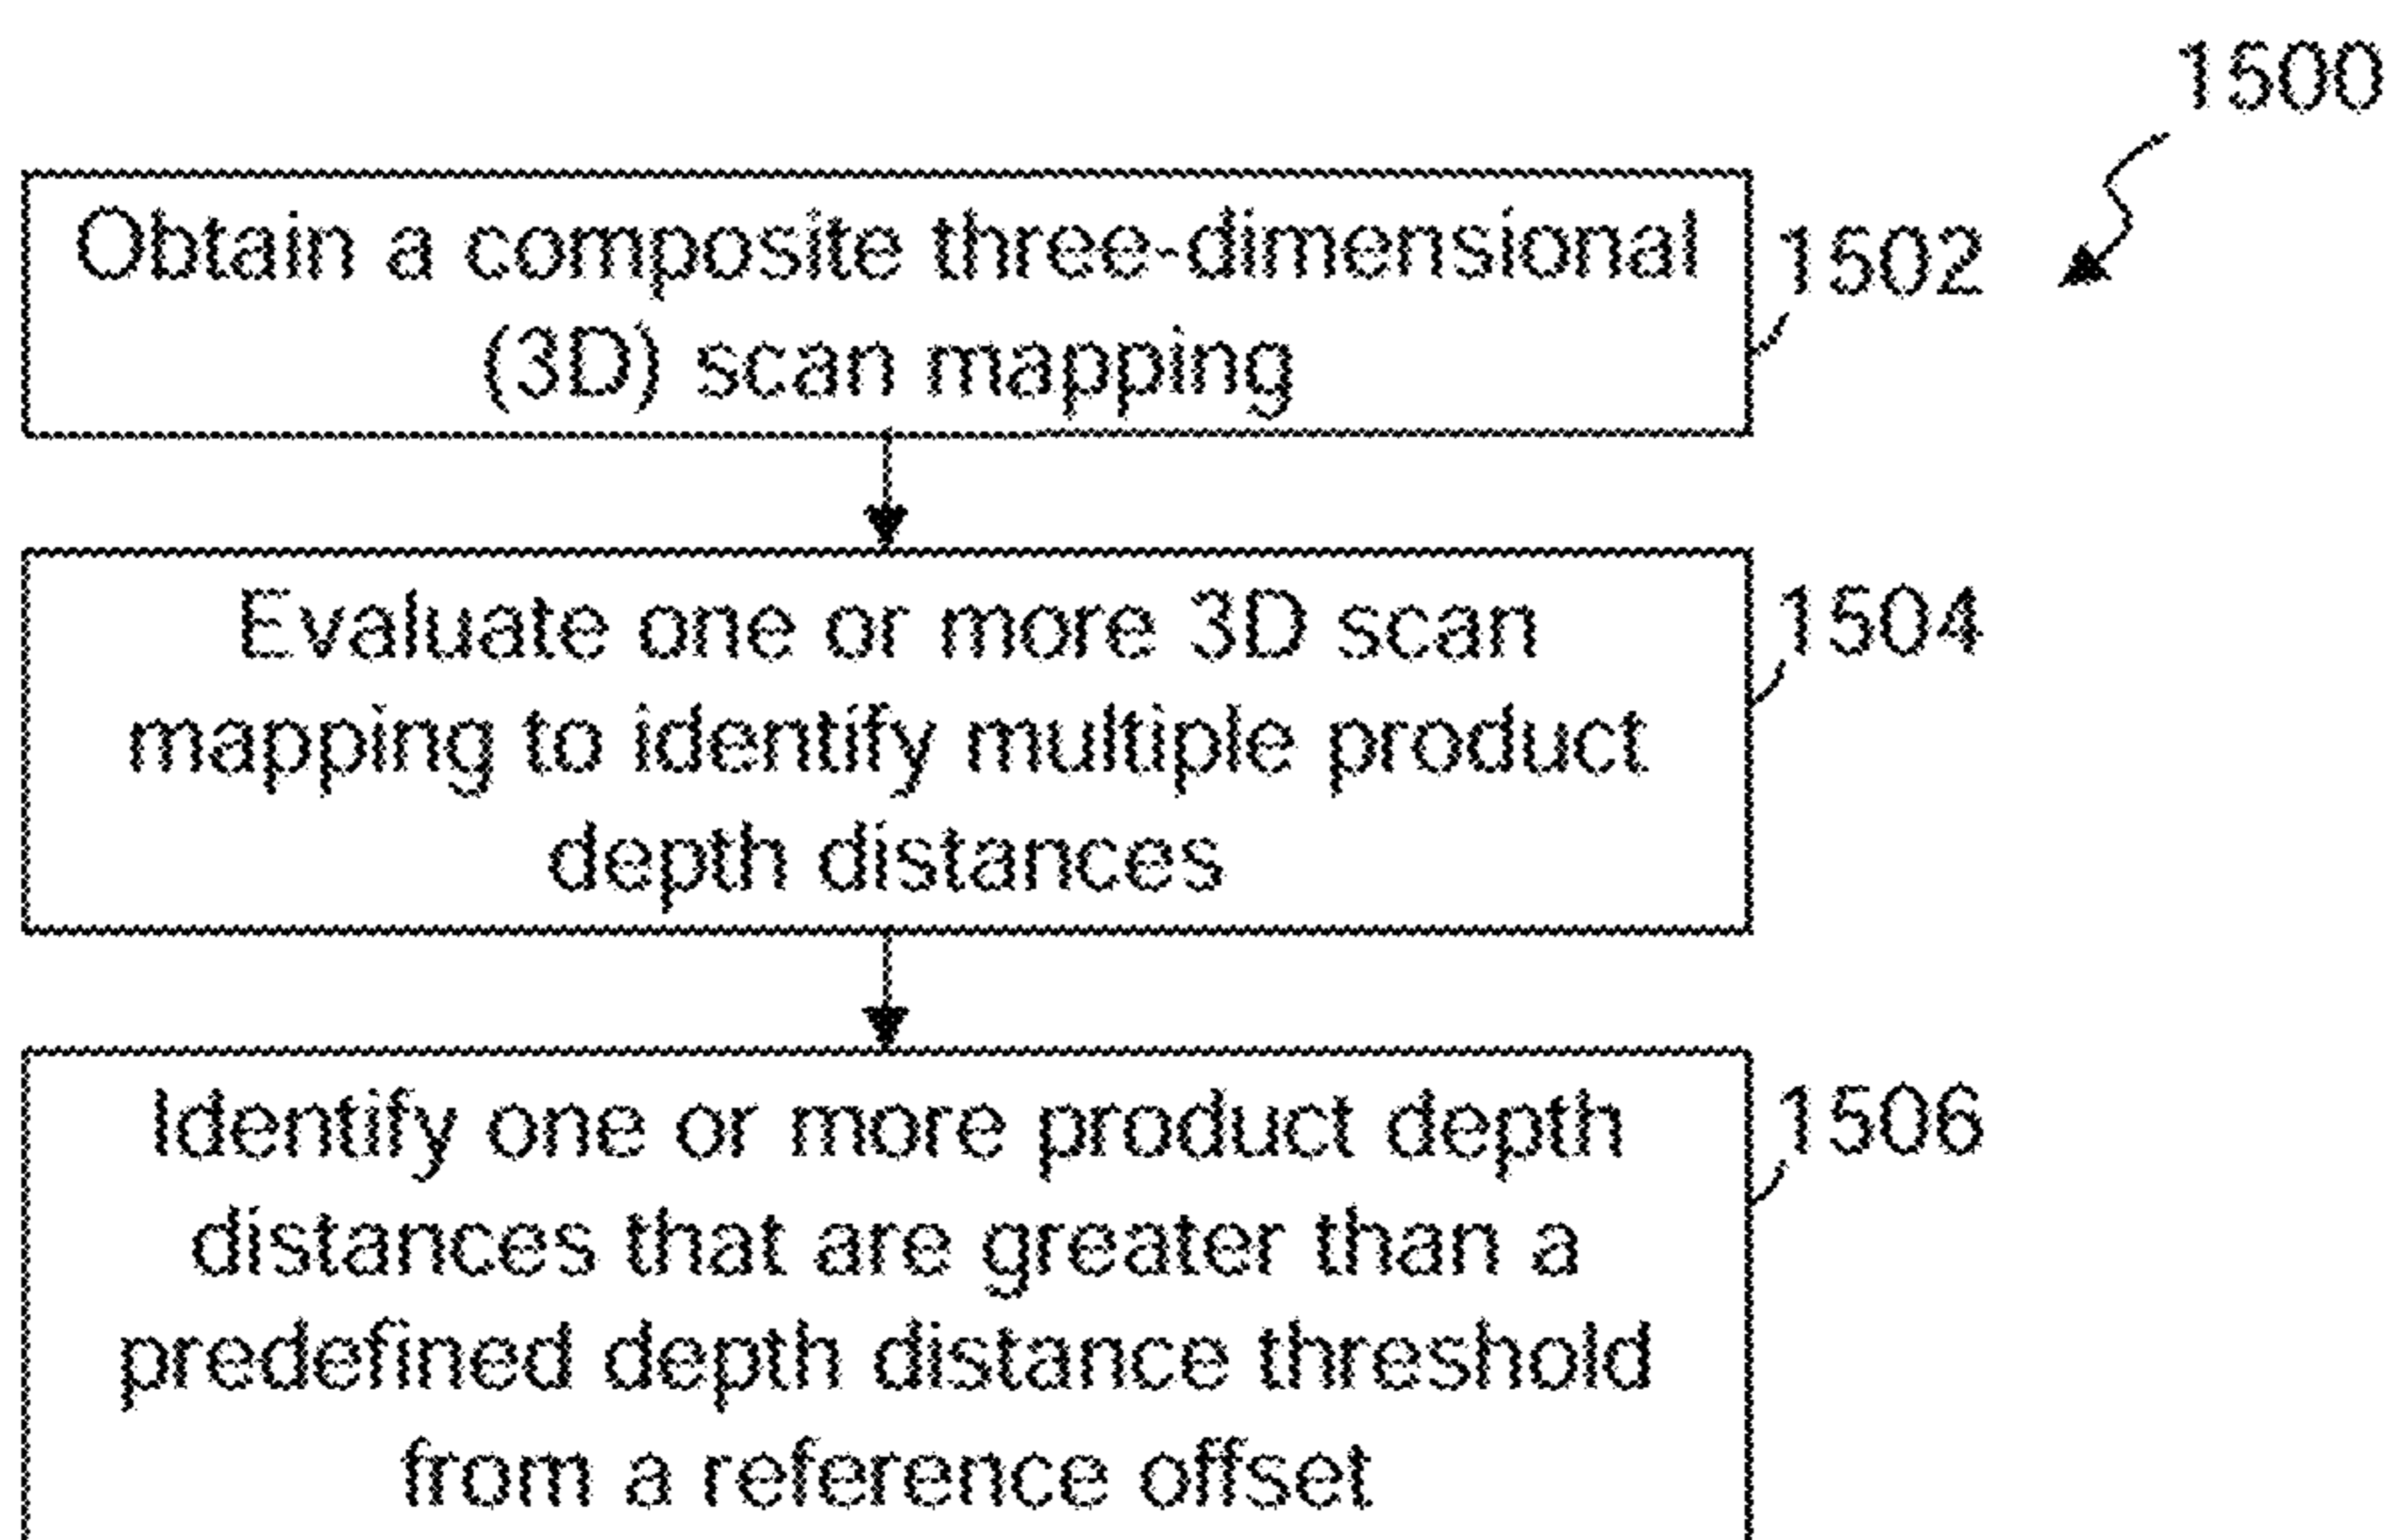 1500
Obtain a composite three-dimensional
(3D) scan mapping
1502
Evaluate one or more 3D scan
mapping to identify multiple product
depth distances
1504
Identify one or more product depth
distances that are greater than a
predefined depth distance threshold
from a reference offset
1506